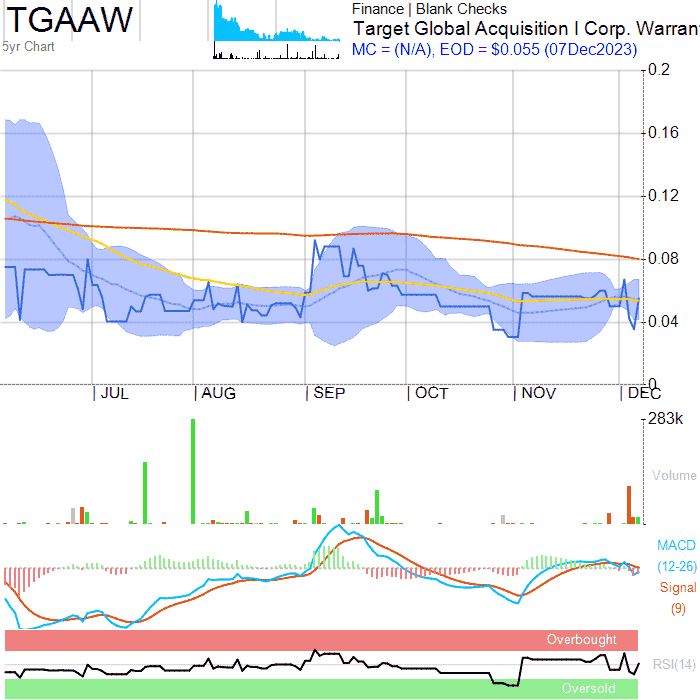 TGAAW
5yr Chart
Finance | Blank Checks
Target Global Acquisition I Corp. Warran
MC = (N/A), EOD = $0.055 (07Dec2023)
0.2
0.16
0.12
0.08
0.04
0
JUL AUG SEP OCT NOV DEC
283k
Volume
MACD
(12-26)
Signal
(9)
Overbought
RSI(14)
Oversold